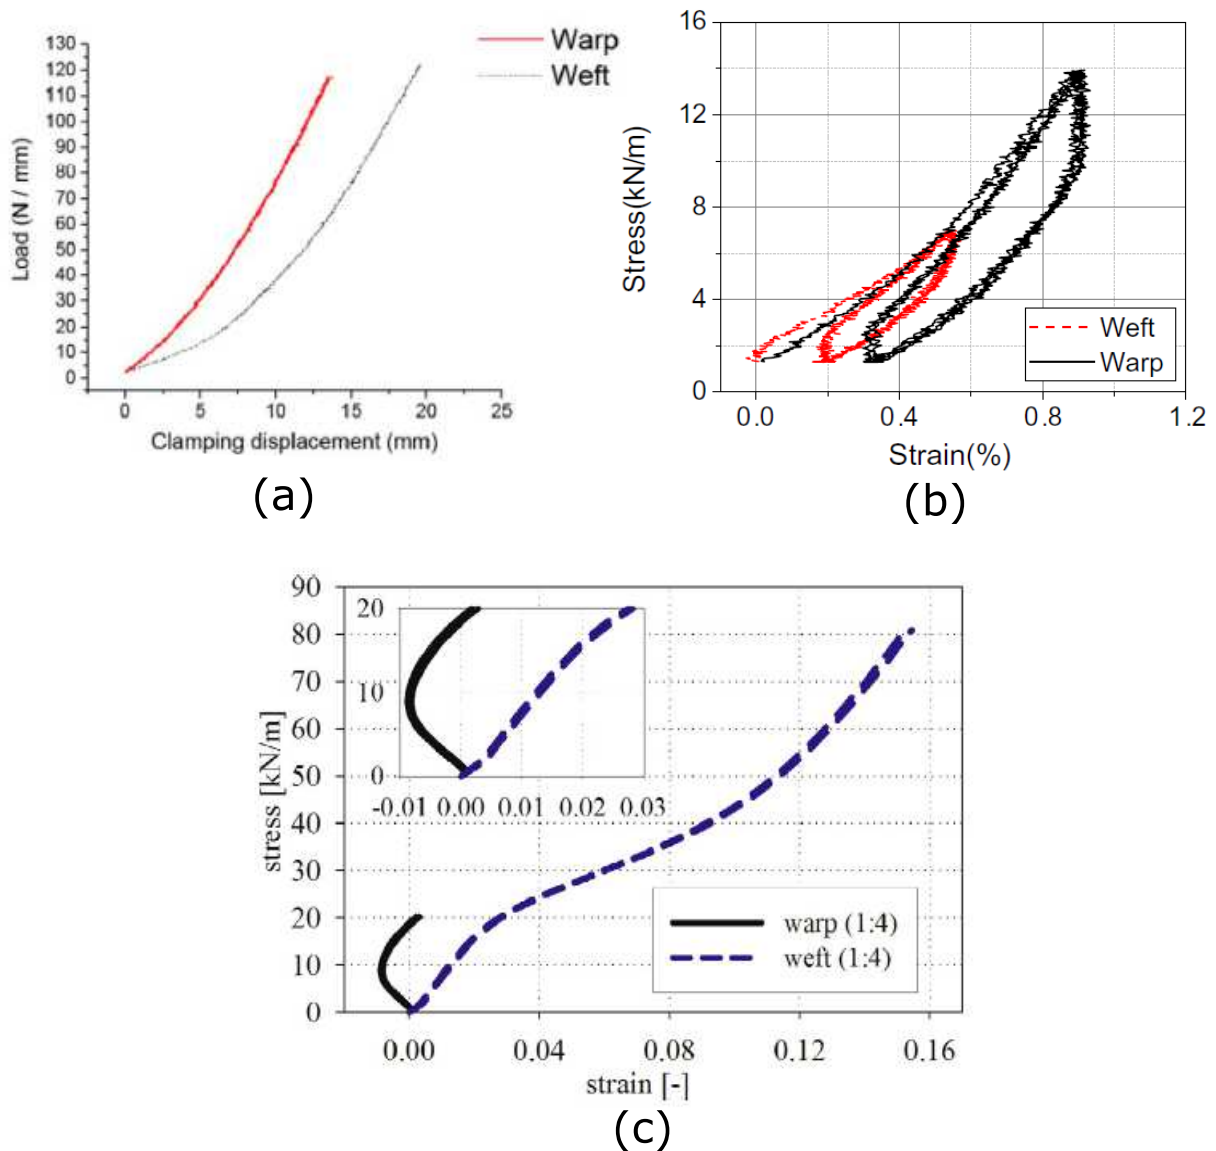 130
120
110
100
90
80
70
60
50
40
30
20
10
0
Load (N / mm)
0 5 10 15 20 25
Clamping displacement (mm)
Warp
Weft
(a)
16
12
8
4
0
Stress(kN/m)
0.0 0.4 0.8 1.2
Strain(%)
Weft
Warp
(b)
90
80
70
60
50
40
30
20
10
0
stress [kN/m]
20
10
0
-0.01 0.00 0.01 0.02 0.03
warp (1:4)
weft (1:4)
0.00 0.04 0.08 0.12 0.16
strain [-]
(c)